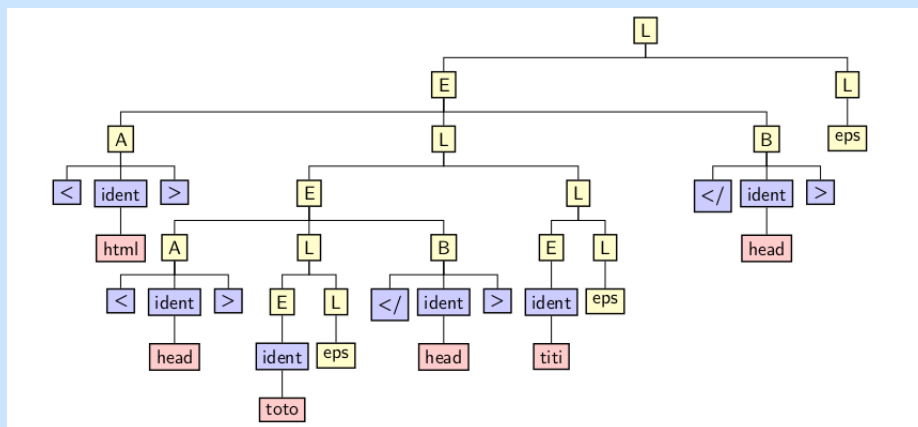 L
E L
A L B eps
< ident > E L </ ident >
html A L B E L head
< ident > E L </ ident > ident eps
head ident eps head titi
toto